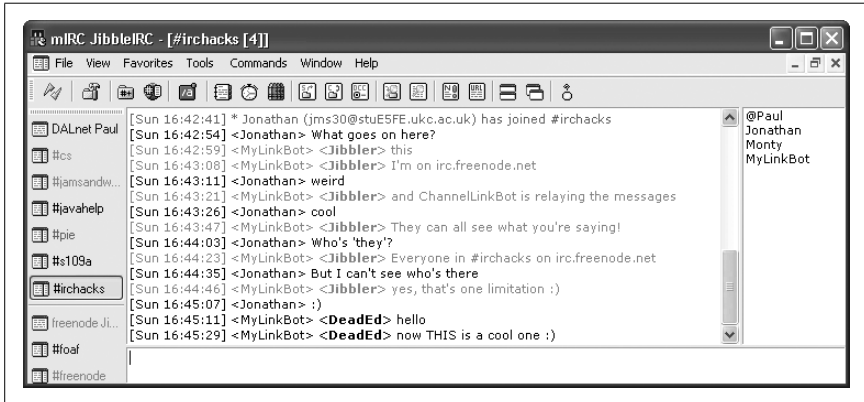 mIRC JibbleIRC - [#irchacks [4]]
File View Favorites Tools Commands Window Help
DALnet Paul
#cs
#jamsandw...
#javahelp
#pie
#s109a
#irchacks
freenode Ji...
#foaf
#freenode
[Sun 16:42:41] * Jonathan (jms30@stuE5FE.ukc.ac.uk) has joined #irchacks
[Sun 16:42:54] <Jonathan> What goes on here?
[Sun 16:42:59] <MyLinkBot> <Jibbler> this
[Sun 16:43:08] <MyLinkBot> <Jibbler> I'm on irc.freenode.net
[Sun 16:43:11] <Jonathan> weird
[Sun 16:43:21] <MyLinkBot> <Jibbler> and ChannelLinkBot is relaying the messages
[Sun 16:43:26] <Jonathan> cool
[Sun 16:43:47] <MyLinkBot> <Jibbler> They can all see what you're saying!
[Sun 16:44:03] <Jonathan> Who's 'they'?
[Sun 16:44:23] <MyLinkBot> <Jibbler> Everyone in #irchacks on irc.freenode.net
[Sun 16:44:35] <Jonathan> But I can't see who's there
[Sun 16:44:46] <MyLinkBot> <Jibbler> yes, that's one limitation :)
[Sun 16:45:07] <Jonathan> :)
[Sun 16:45:11] <MyLinkBot> <DeadEd> hello
[Sun 16:45:29] <MyLinkBot> <DeadEd> now THIS is a cool one :)
@Paul
Jonathan
Monty
MyLinkBot